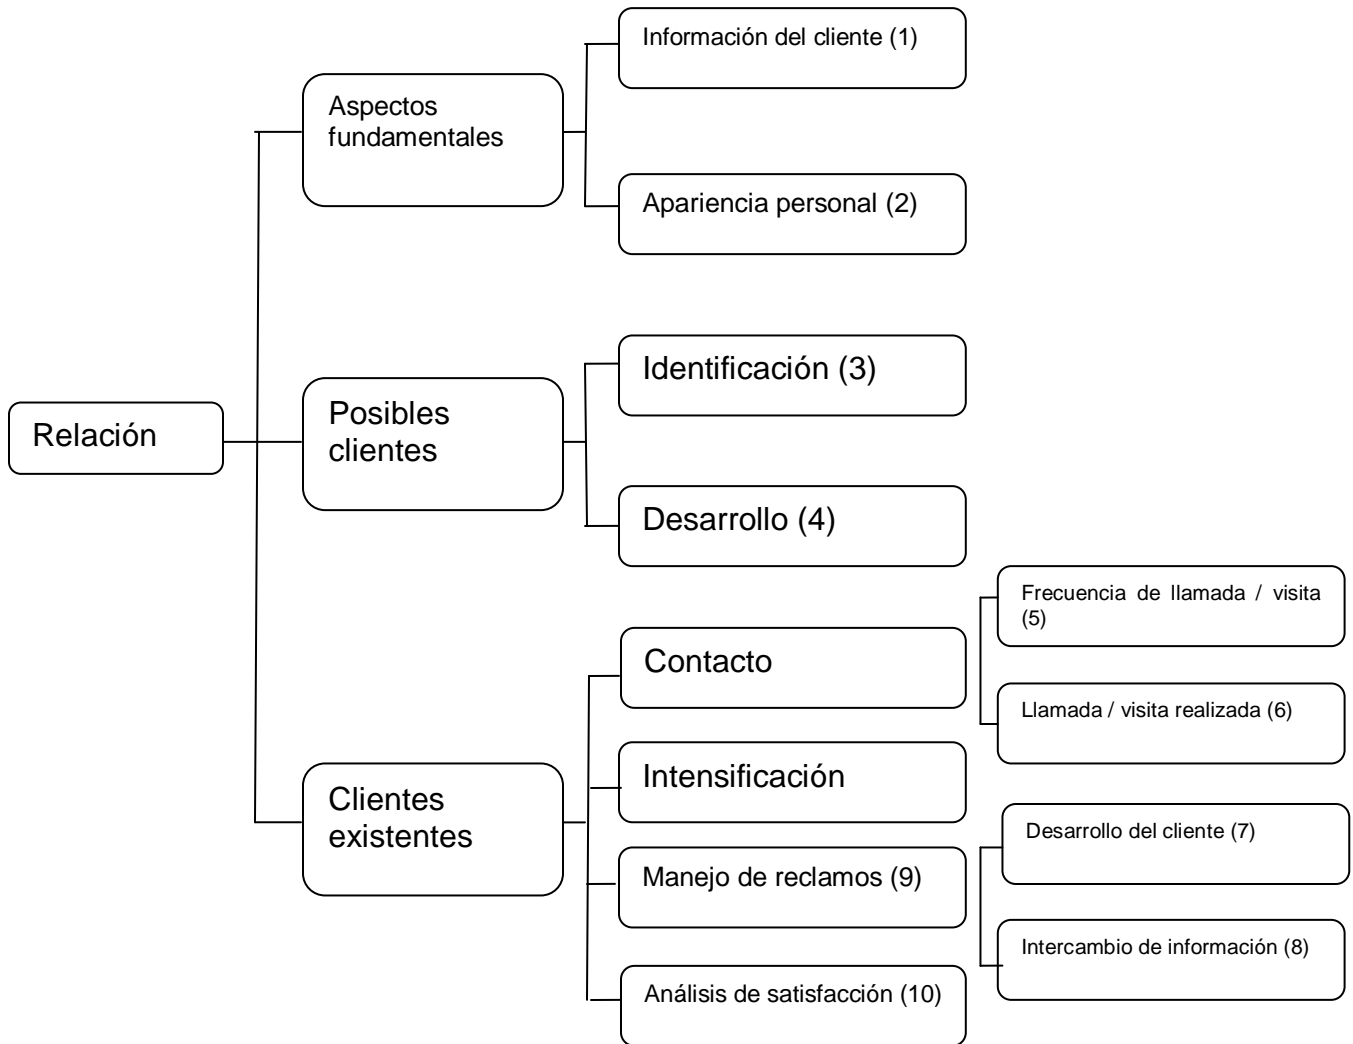 Información del cliente (1)
Aspectos
fundamentales
Apariencia personal (2)
Identificación (3)
Posibles
clientes
Relación
Desarrollo (4)
Frecuencia de llamada / visita
(5)
Contacto
Llamada / visita realizada (6)
Intensificación
Clientes
existentes
Desarrollo del cliente (7)
Manejo de reclamos (9)
Intercambio de información (8)
Análisis de satisfacción (10)